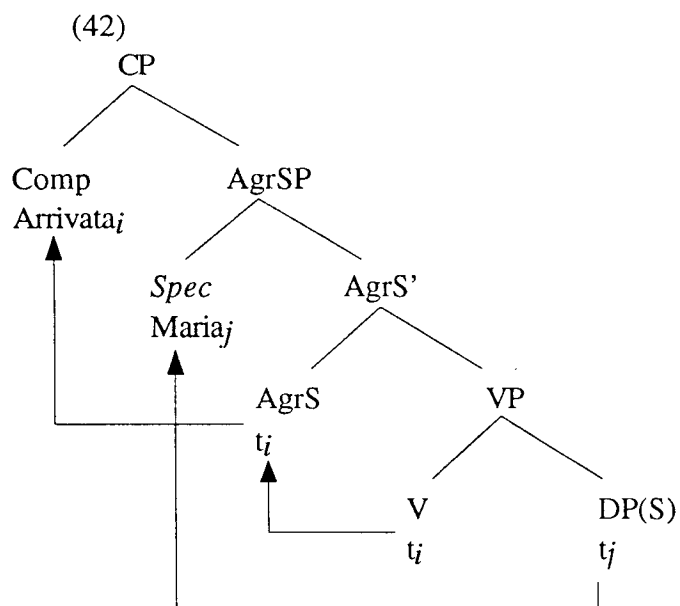 (42)
CP
Comp AgrSP
Arrivatai
Spec AgrS’
Mariaj
AgrS VP
ti
V DP(S)
ti tj